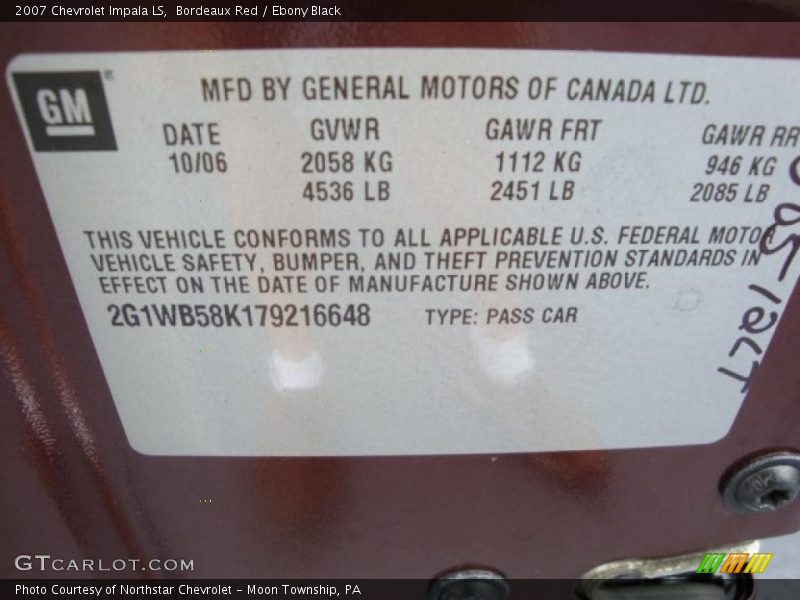 2007 Chevrolet Impala LS,  Bordeaux Red / Ebony Black
GM
MFD BY GENERAL MOTORS OF CANADA LTD.
DATE GVWR GAWR FRT GAWR RR
10/06 2058 KG 1112 KG 946 KG
4536 LB 2451 LB 2085 LB
THIS VEHICLE CONFORMS TO ALL APPLICABLE U.S. FEDERAL MOTO
VEHICLE SAFETY, BUMPER, AND THEFT PREVENTION STANDARDS IN
EFFECT ON THE DATE OF MANUFACTURE SHOWN ABOVE.
2G1WB58K179216648 TYPE: PASS CAR
GTCARLOT.COM
Photo Courtesy of Northstar Chevrolet - Moon Township, PA